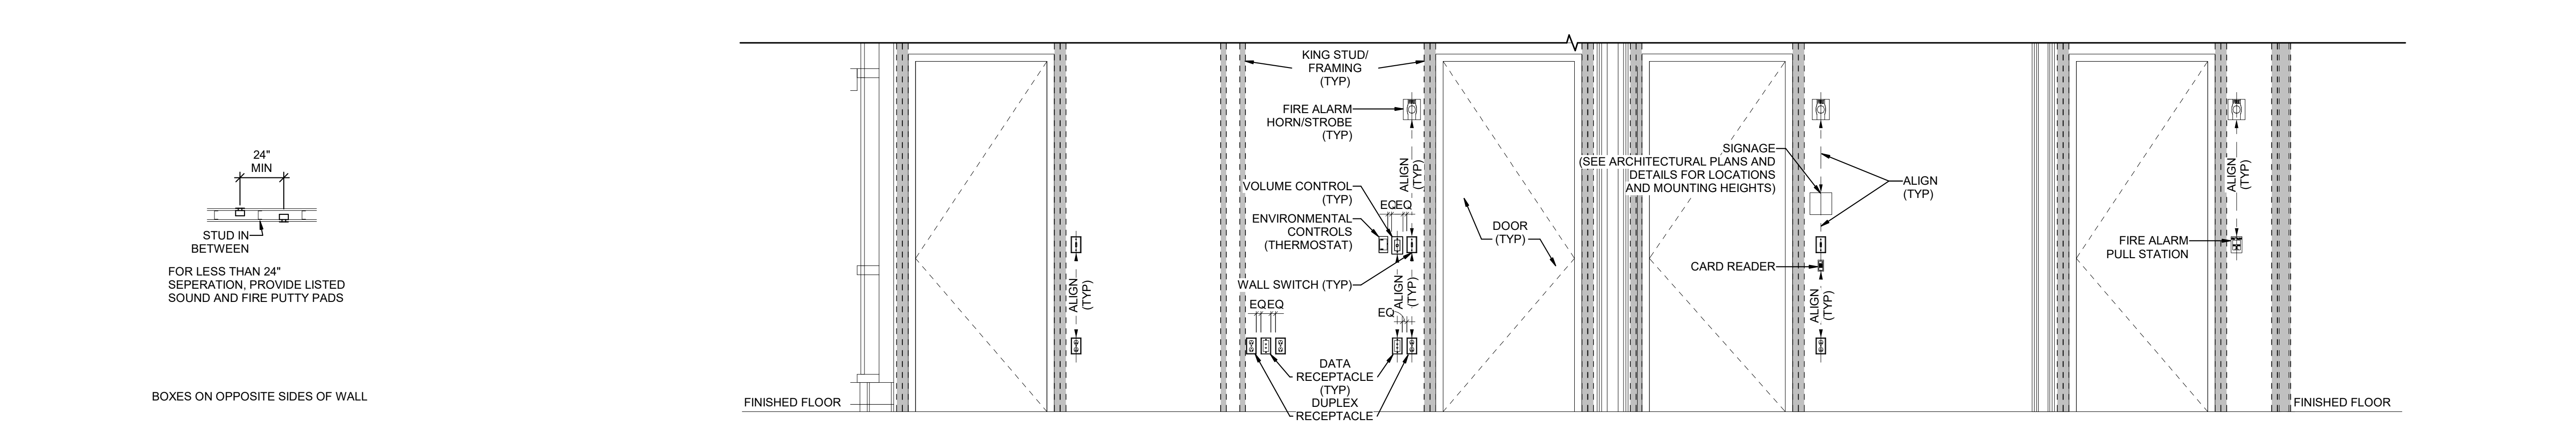 24"
MIN
STUD IN
BETWEEN
FOR LESS THAN 24"
SEPERATION, PROVIDE LISTED
SOUND AND FIRE PUTTY PADS
BOXES ON OPPOSITE SIDES OF WALL
FINISHED FLOOR
ALIGN
(TYP)
KING STUD/
FRAMING
(TYP)
FIRE ALARM
HORN/STROBE
(TYP)
ALIGN
(TYP)
VOLUME CONTROL
(TYP)
EQ
EQ
ENVIRONMENTAL
CONTROLS
(THERMOSTAT)
WALL SWITCH (TYP)
ALIGN
(TYP)
EQ
EQ
EQ
DATA
RECEPTACLE
(TYP)
DUPLEX
RECEPTACLE
DOOR
(TYP)
SIGNAGE
(SEE ARCHITECTURAL PLANS AND
DETAILS FOR LOCATIONS
AND MOUNTING HEIGHTS)
ALIGN
(TYP)
CARD READER
ALIGN
(TYP)
ALIGN
(TYP)
FIRE ALARM
PULL STATION
FINISHED FLOOR